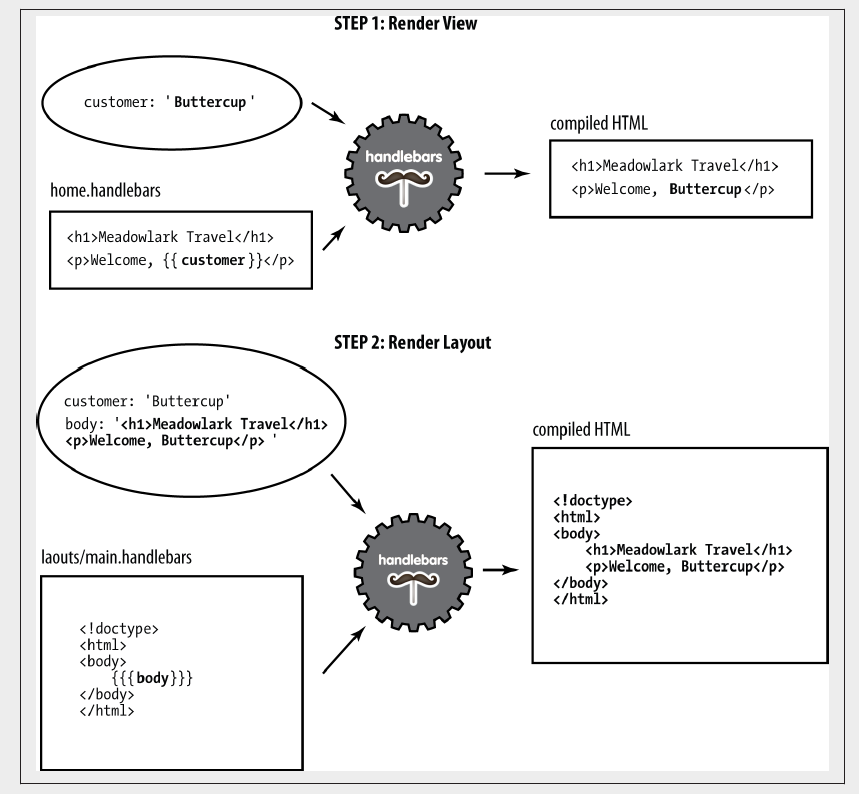 STEP 1: Render View
customer: 'Buttercup'
handlebars
compiled HTML
<h1>Meadowlark Travel</h1>
<p>Welcome, Buttercup</p>
home.handlebars
<h1>Meadowlark Travel</h1>
<p>Welcome, {{customer}}</p>
STEP 2: Render Layout
customer: 'Buttercup'
body: '<h1>Meadowlark Travel</h1>
<p>Welcome, Buttercup</p> '
handlebars
compiled HTML
<!doctype>
<html>
<body>
<h1>Meadowlark Travel</h1>
<p>Welcome, Buttercup</p>
</body>
</html>
laouts/main.handlebars
<!doctype>
<html>
<body>
{{{body}}}
</body>
</html>